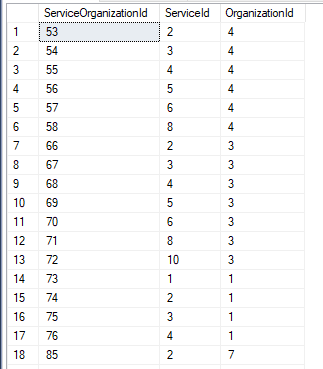 ServiceOrganizationId ServiceId OrganizationId
1 53 2 4
2 54 3 4
3 55 4 4
4 56 5 4
5 57 6 4
6 58 8 4
7 66 2 3
8 67 3 3
9 68 4 3
10 69 5 3
11 70 6 3
12 71 8 3
13 72 10 3
14 73 1 1
15 74 2 1
16 75 3 1
17 76 4 1
18 85 2 7